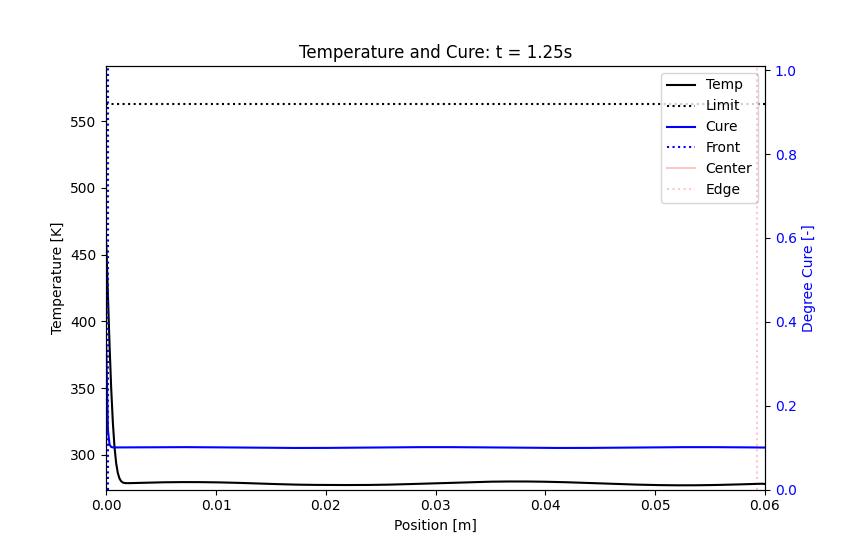 Temperature and Cure: t = 1.25s
Temp
Limit
Cure
Front
Center
Edge
550
500
450
400
350
300
Temperature [K]
1.0
0.8
0.6
0.4
0.2
0.0
Degree Cure [-]
0.00 0.01 0.02 0.03 0.04 0.05 0.06
Position [m]